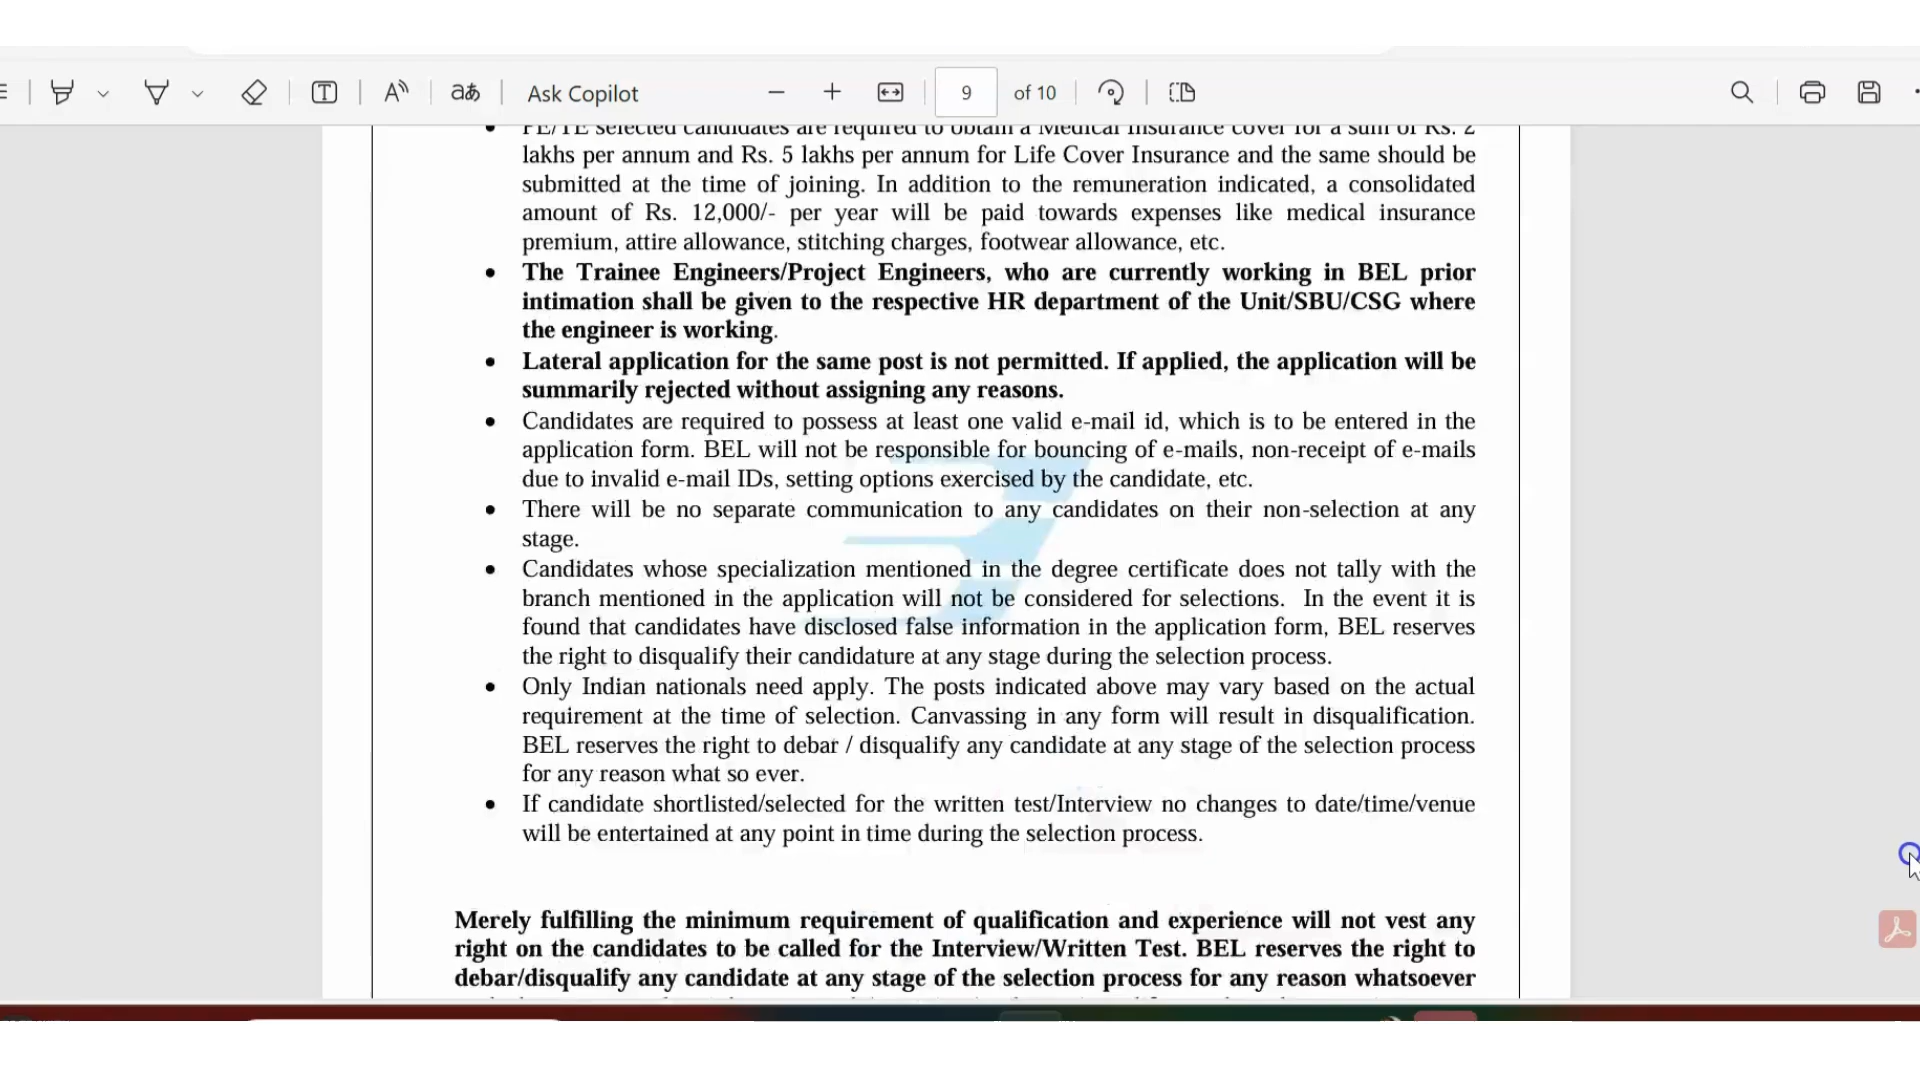 Ask Copilot
9 of 10
PE/TE selected candidates are required to obtain a Medical Insurance cover for a sum of Rs. 2
lakhs per annum and Rs. 5 lakhs per annum for Life Cover Insurance and the same should be
submitted at the time of joining. In addition to the remuneration indicated, a consolidated
amount of Rs. 12,000/- per year will be paid towards expenses like medical insurance
premium, attire allowance, stitching charges, footwear allowance, etc.
The Trainee Engineers/Project Engineers, who are currently working in BEL prior
intimation shall be given to the respective HR department of the Unit/SBU/CSG where
the engineer is working.
Lateral application for the same post is not permitted. If applied, the application will be
summarily rejected without assigning any reasons.
Candidates are required to possess at least one valid e-mail id, which is to be entered in the
application form. BEL will not be responsible for bouncing of e-mails, non-receipt of e-mails
due to invalid e-mail IDs, setting options exercised by the candidate, etc.
There will be no separate communication to any candidates on their non-selection at any
stage.
Candidates whose specialization mentioned in the degree certificate does not tally with the
branch mentioned in the application will not be considered for selections. In the event it is
found that candidates have disclosed false information in the application form, BEL reserves
the right to disqualify their candidature at any stage during the selection process.
Only Indian nationals need apply. The posts indicated above may vary based on the actual
requirement at the time of selection. Canvassing in any form will result in disqualification.
BEL reserves the right to debar / disqualify any candidate at any stage of the selection process
for any reason what so ever.
If candidate shortlisted/selected for the written test/Interview no changes to date/time/venue
will be entertained at any point in time during the selection process.
Merely fulfilling the minimum requirement of qualification and experience will not vest any
right on the candidates to be called for the Interview/Written Test. BEL reserves the right to
debar/disqualify any candidate at any stage of the selection process for any reason whatsoever